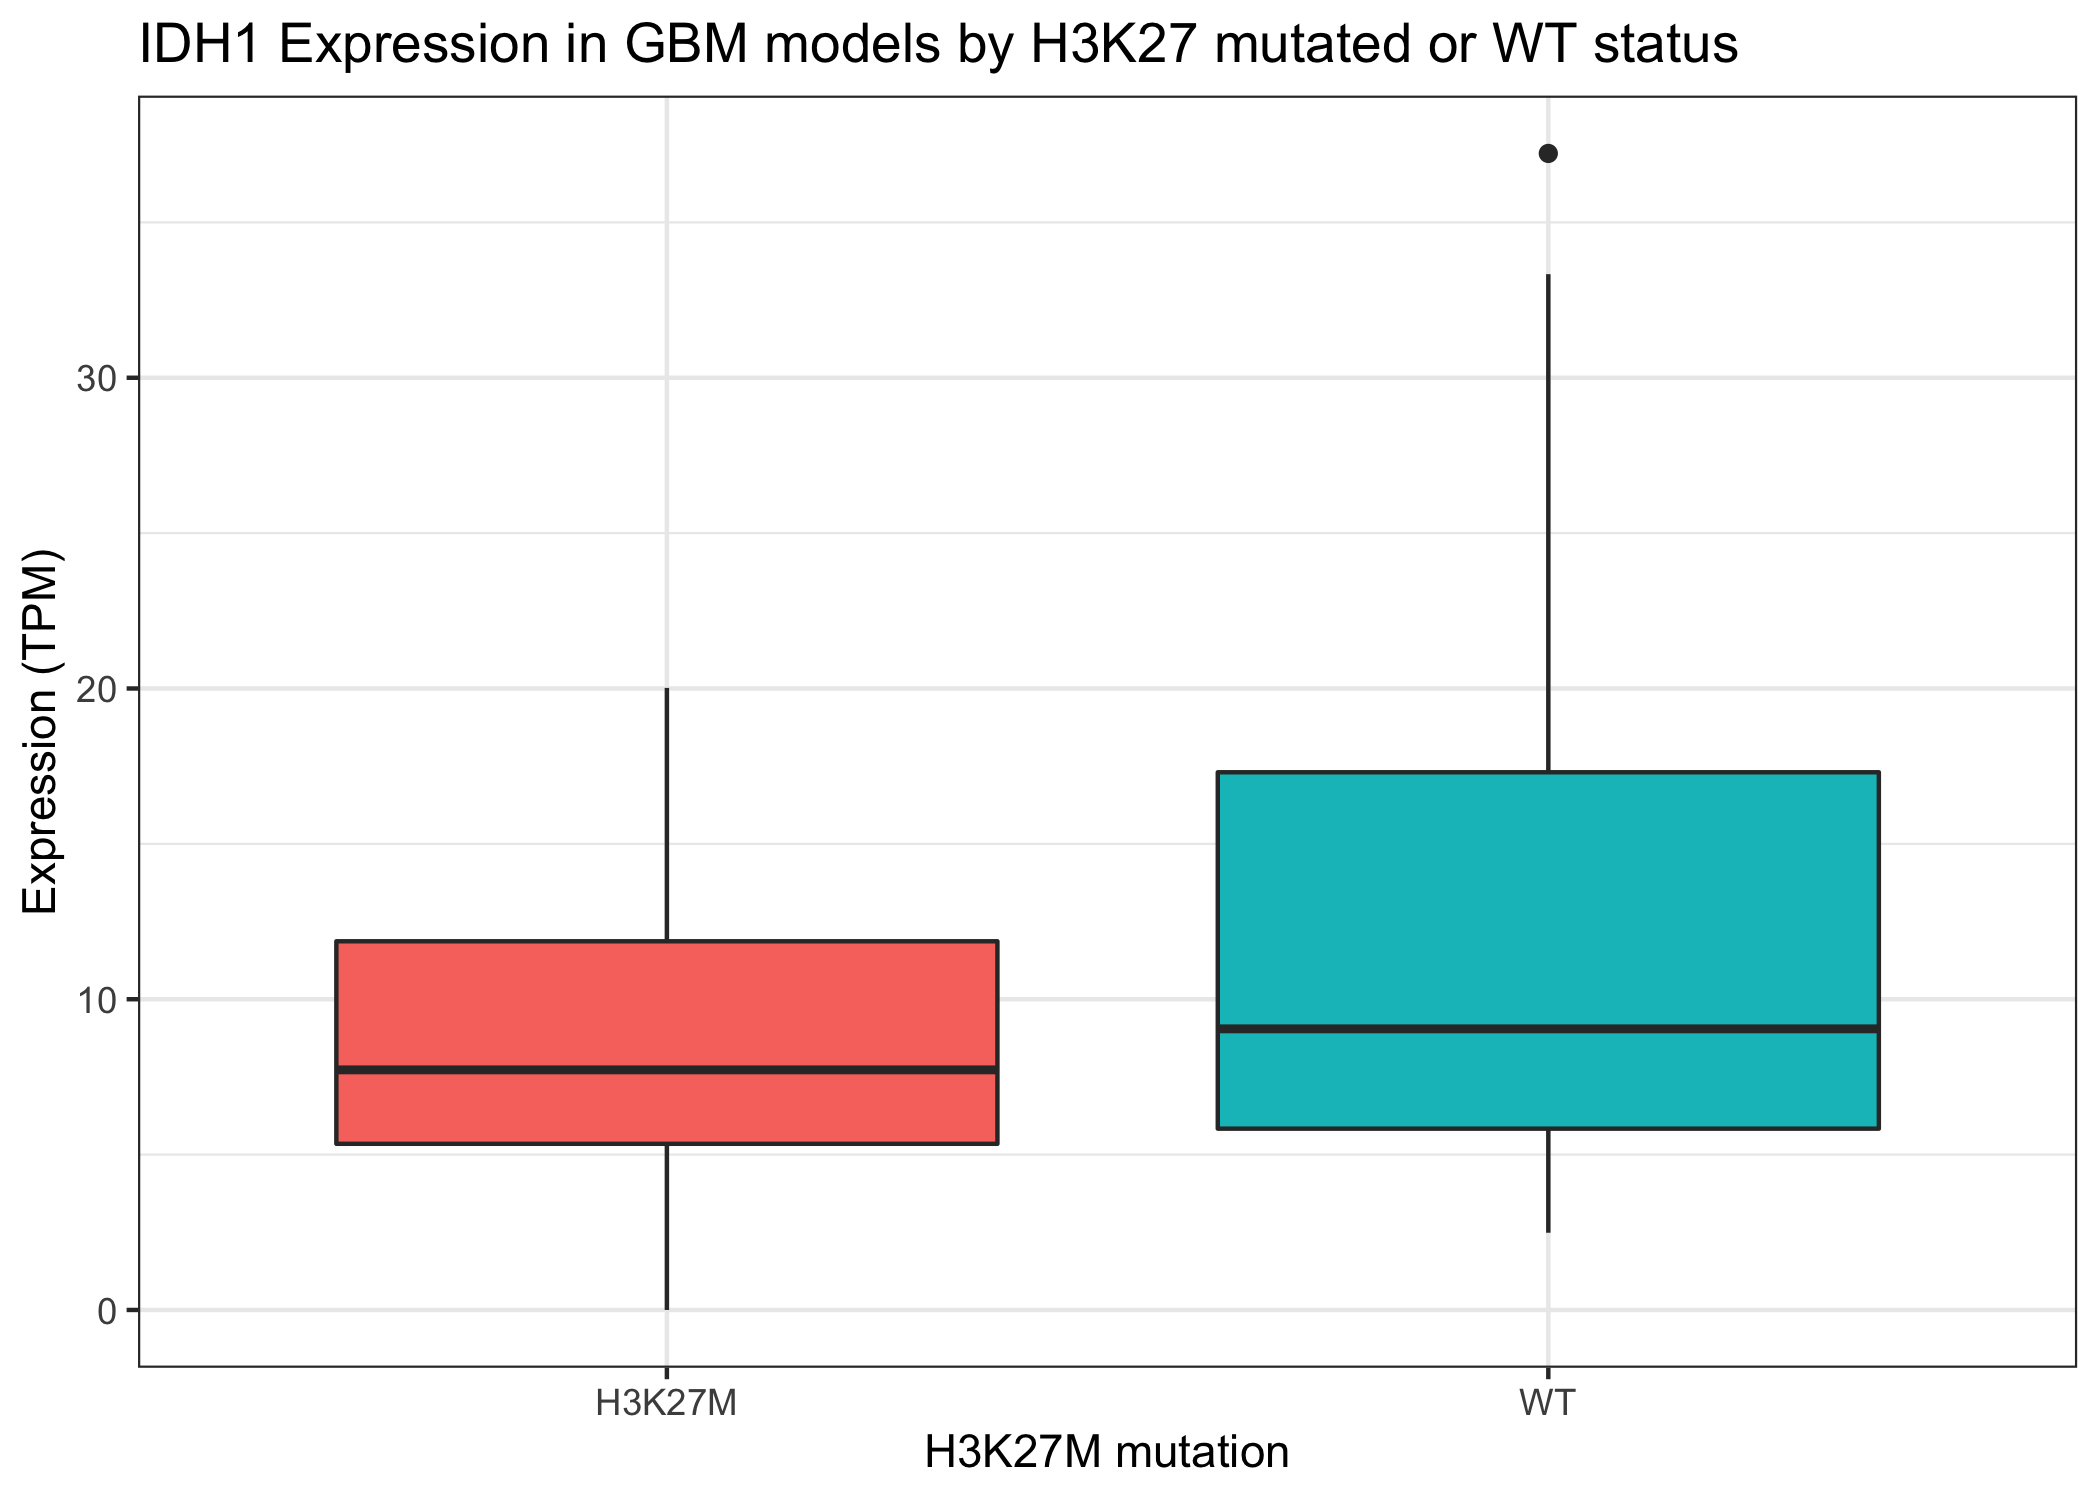 IDH1 Expression in GBM models by H3K27 mutated or WT status
Expression (TPM)
30
20
10
0
H3K27M
WT
H3K27M mutation